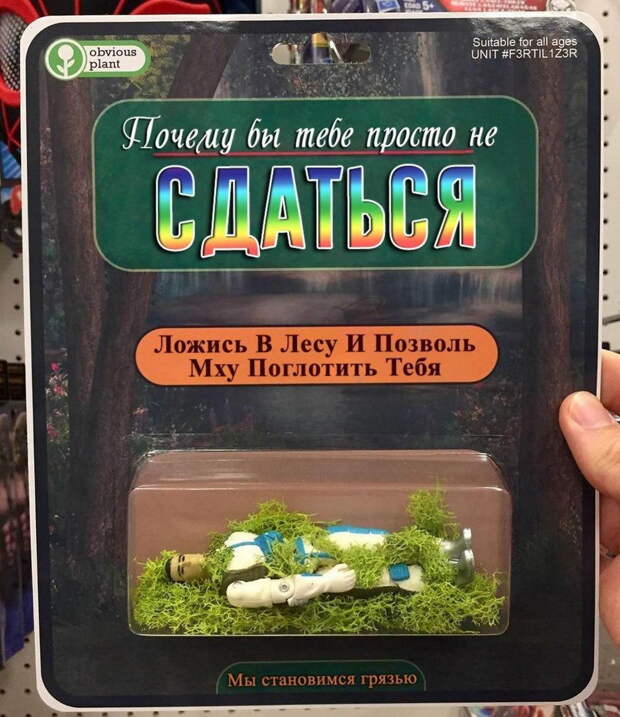 obvious
plant
Suitable for all ages
UNIT #F3RTIL1Z3R
Почему бы тебе просто не
СДАТЬСЯ
Ложись В Лесу И Позволь
Мху Поглотить Тебя
Мы становимся грязью